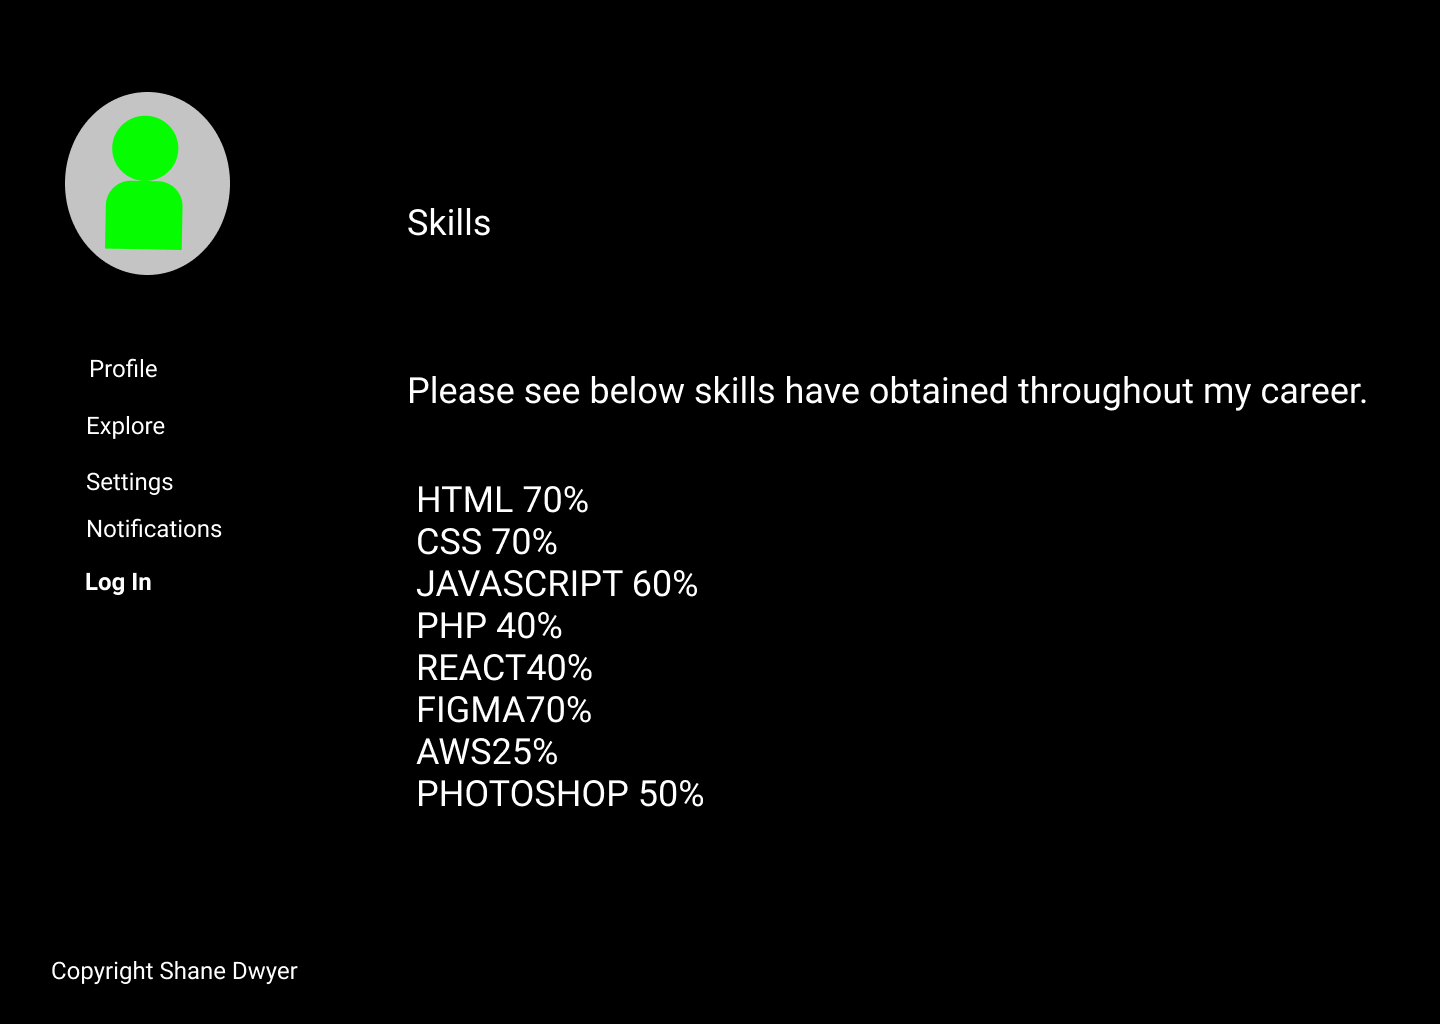 Skills
Profile
Explore
Settings
Notifications
Log In
Please see below skills have obtained throughout my career.
HTML 70%
CSS 70%
JAVASCRIPT 60%
PHP 40%
REACT40%
FIGMA70%
AWS25%
PHOTOSHOP 50%
Copyright Shane Dwyer